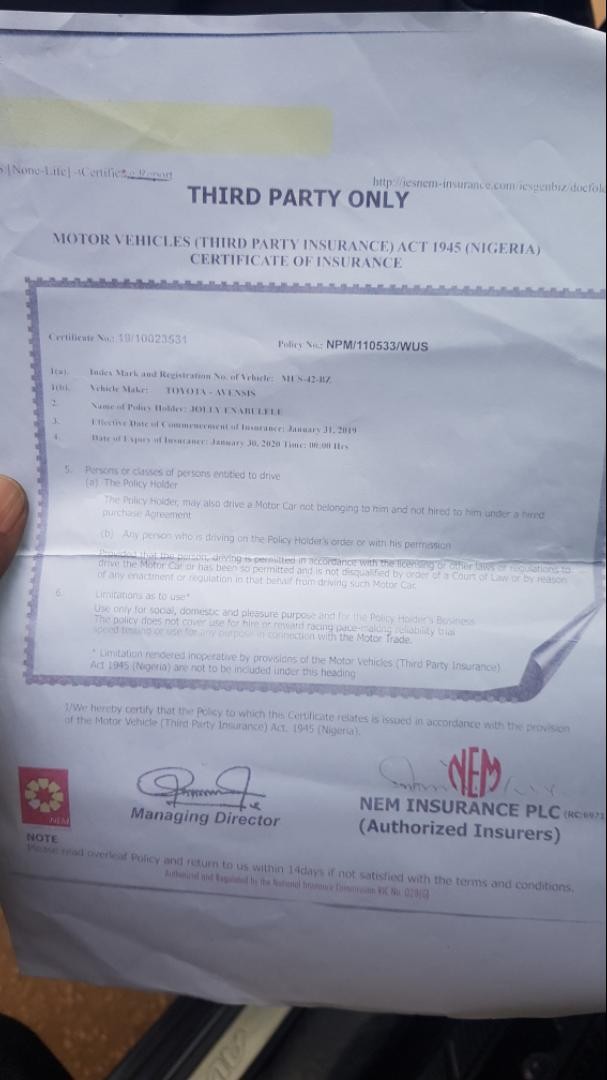 [None-Life] -Certificate Report
http://iesnem-insurance.com/iesgenbiz/docfold
THIRD PARTY ONLY
MOTOR VEHICLES (THIRD PARTY INSURANCE) ACT 1945 (NIGERIA)
CERTIFICATE OF INSURANCE
Certificate No.: 19/10023531
Policy No.: NPM/110533/WUS
1(a). Index Mark and Registration No. of Vehicle: MUS-42-BZ
1(b). Vehicle Make: TOYOTA - AVENSIS
2. Name of Policy Holder: JOLLY ENABULELE
3. Effective Date of Commencement of Insurance: January 31, 2019
4. Date of Expiry of Insurance: January 30, 2020 Time: 00:00 Hrs
5. Persons or classes of persons entitled to drive
(a) The Policy Holder
The Policy Holder, may also drive a Motor Car not belonging to him and not hired to him under a hired
purchase Agreement
(b) Any person who is driving on the Policy Holder's order or with his permission
Provided that the person, driving is permitted in accordance with the licensing or other laws or regulations to
drive the Motor Car or has been so permitted and is not disqualified by order of a Court of Law or by reason
of any enactment or regulation in that behalf from driving such Motor Car.
6. Limitations as to use*
Use only for social, domestic and pleasure purpose and for the Policy Holder's Business
The policy does not cover use for hire or reward racing pace-making reliability trial
speed testing or use for any purpose in connection with the Motor Trade.
* Limitation rendered inoperative by provisions of the Motor Vehicles (Third Party Insurance)
Act 1945 (Nigeria) are not to be included under this heading
I/We hereby certify that the Policy to which this Certificate relates is issued in accordance with the provision
of the Motor Vehicle (Third Party Insurance) Act. 1945 (Nigeria).
NEM
NEM
Managing Director
NEM INSURANCE PLC (RC:6971
(Authorized Insurers)
NOTE
Please read overleaf Policy and return to us within 14days if not satisfied with the terms and conditions.
Authorized and Regulated by the National Insurance Commission RIC No.